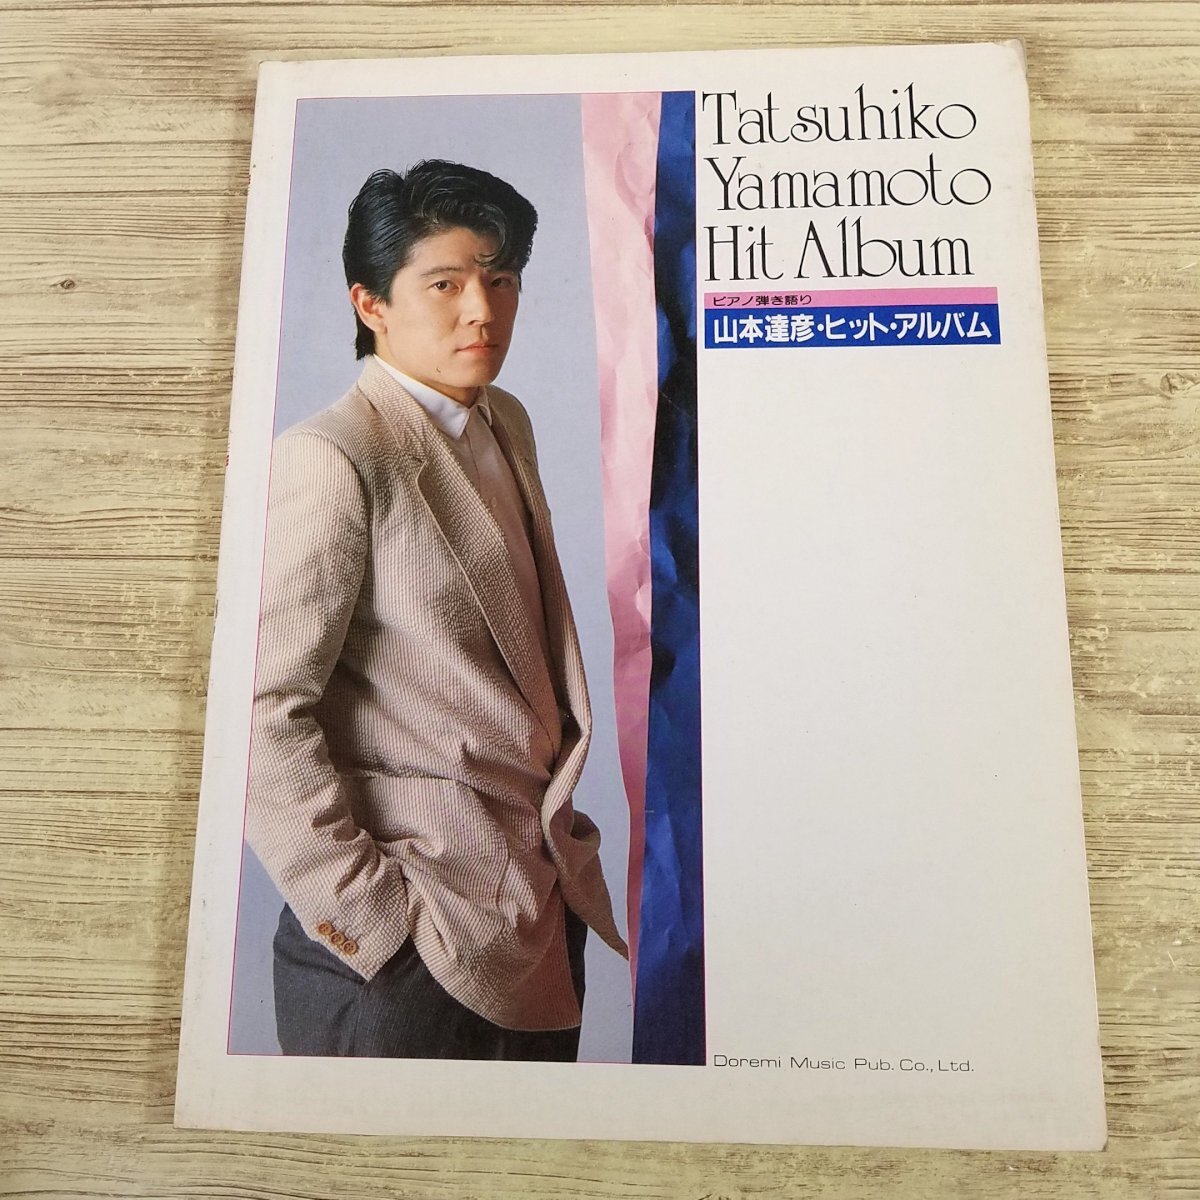 Tatsuhiko
Yamamoto
Hit Album
ピアノ弾き語り
山本達彦・ヒット・アルバム
Doremi Music Pub. Co., Ltd.